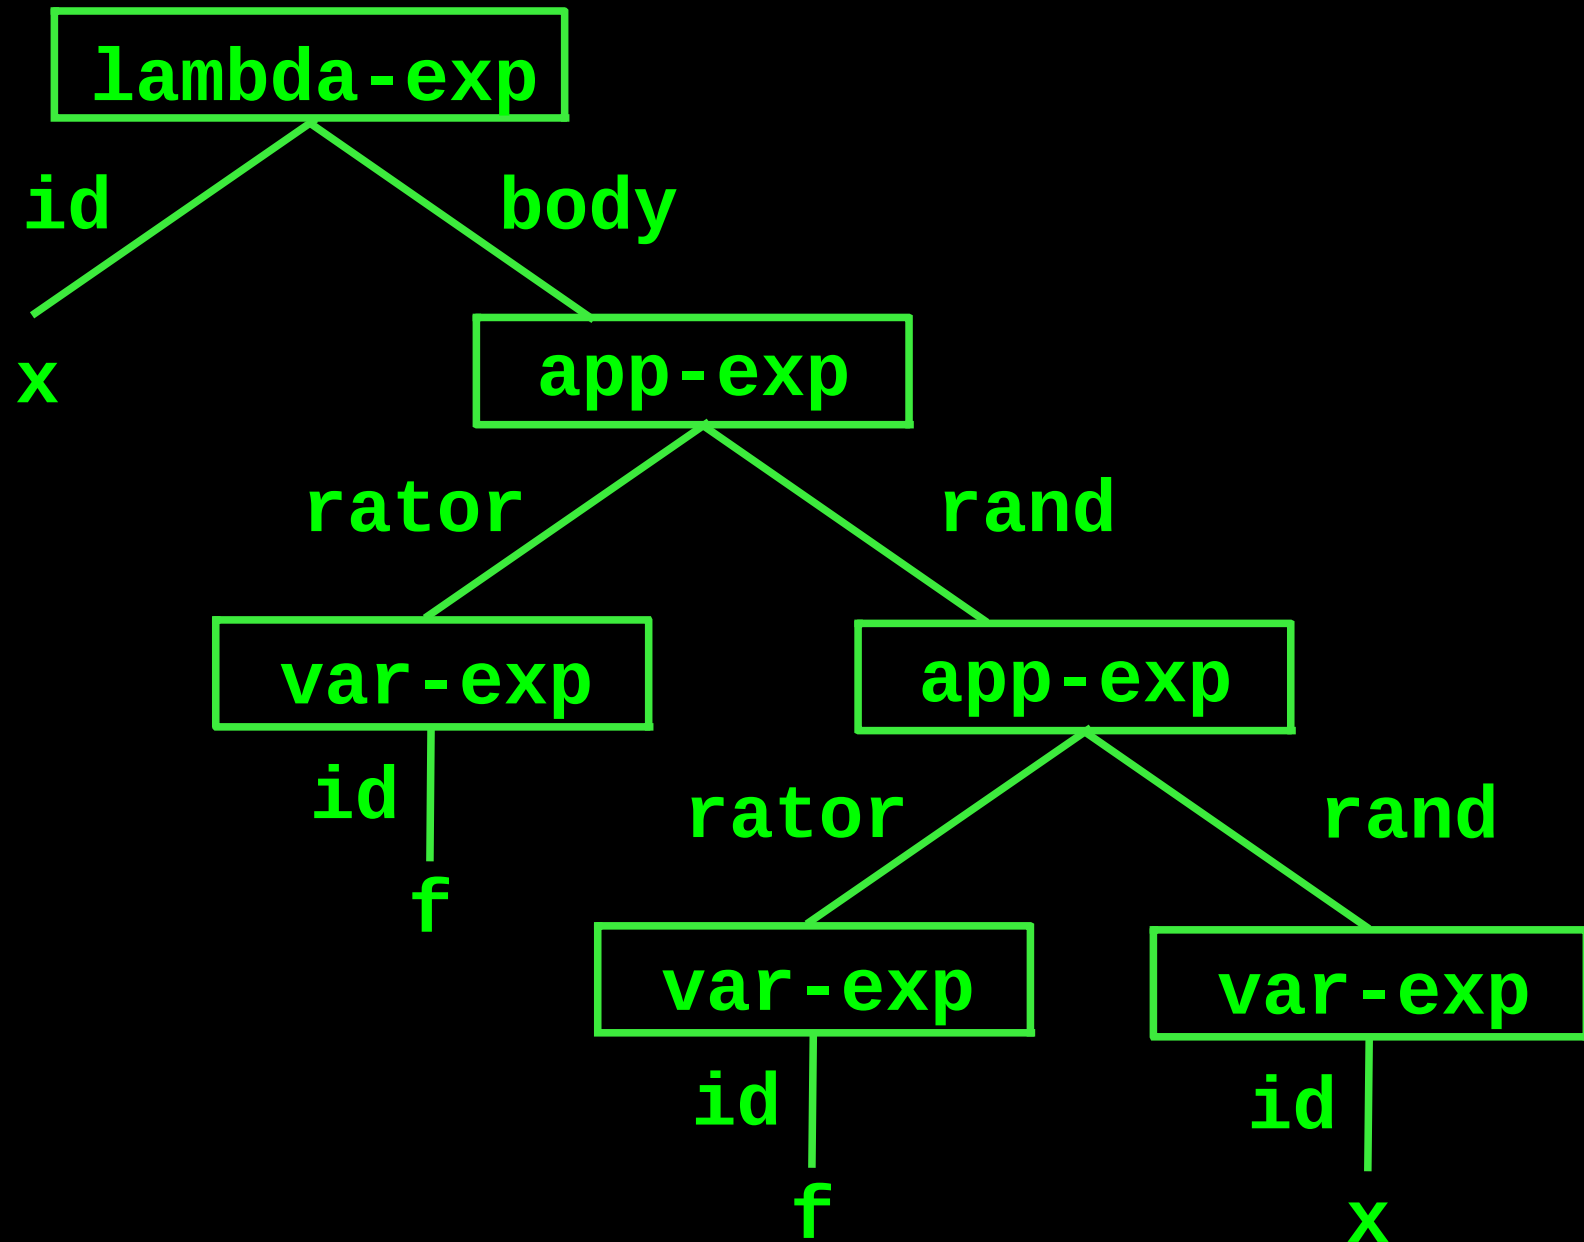 lambda-exp
id body
x
app-exp
rator rand
var-exp app-exp
id rator rand
f
var-exp var-exp
id id
f x